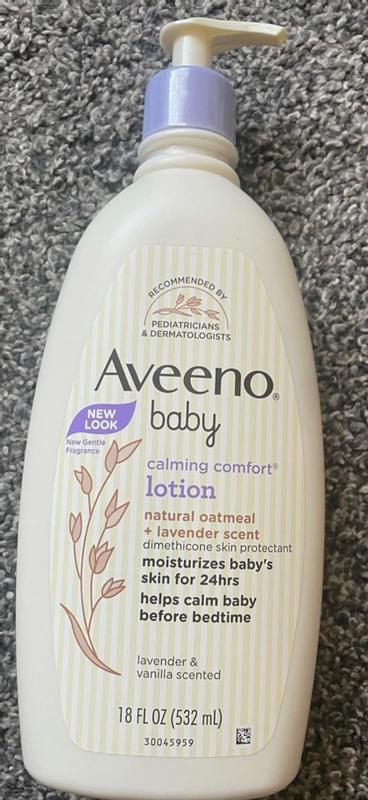 RECOMMENDED BY
PEDIATRICIANS
& DERMATOLOGISTS
Aveeno®
baby
NEW
LOOK
New Gentle
Fragrance
calming comfort®
lotion
natural oatmeal
+ lavender scent
dimethicone skin protectant
moisturizes baby's
skin for 24hrs
helps calm baby
before bedtime
lavender &
vanilla scented
18 FL OZ (532 mL)
30045959